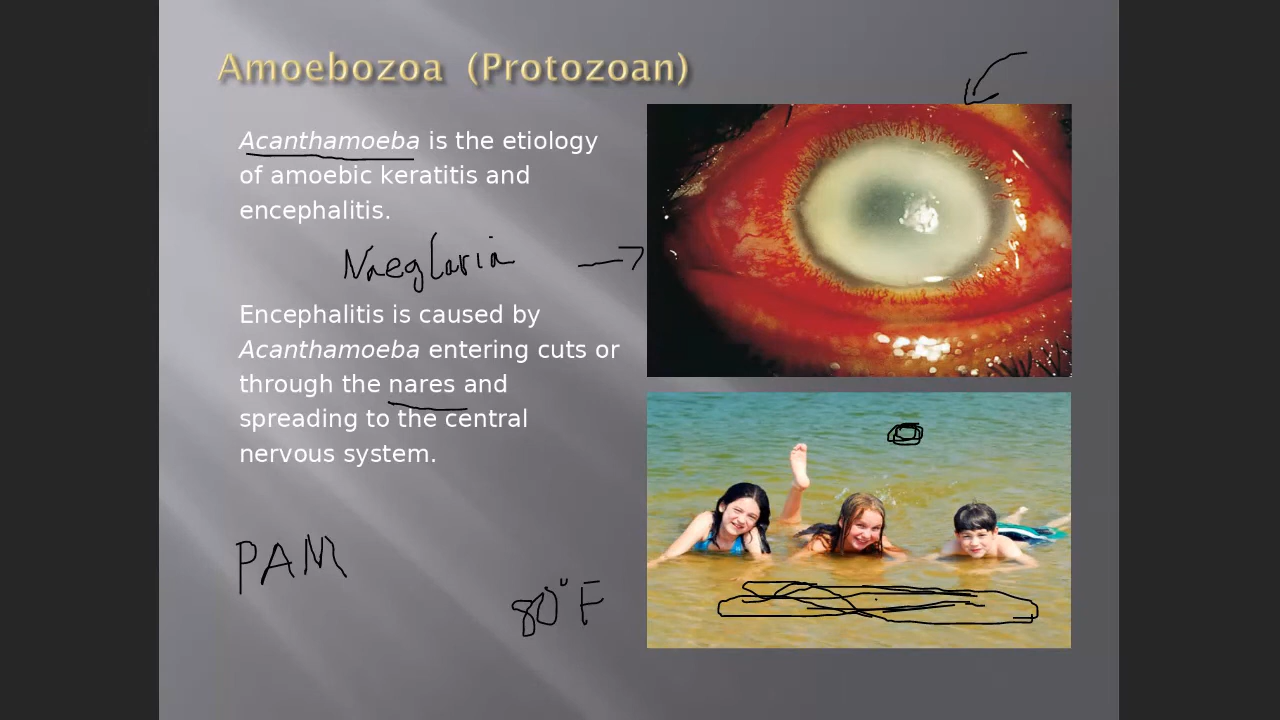 Amoebozoa (Protozoan)
Acanthamoeba is the etiology
of amoebic keratitis and
encephalitis.
Naeglaria
Encephalitis is caused by
Acanthamoeba entering cuts or
through the nares and
spreading to the central
nervous system.
PAM
80°F